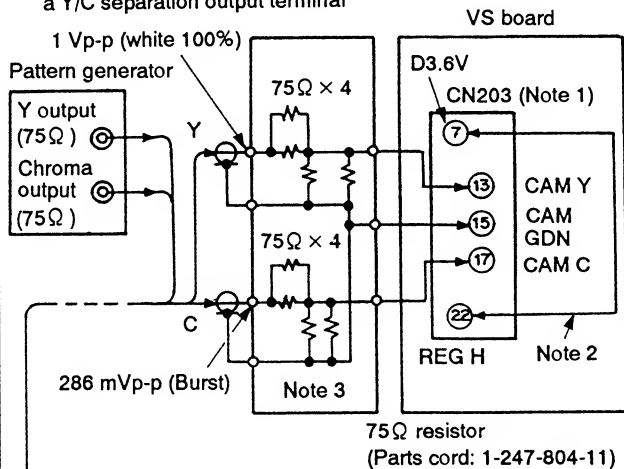 a Y/C separation output terminal
VS board
1 Vp-p (white 100%)
Pattern generator
D3.6V
75Ω × 4
CN203 (Note 1)
Y output
(75Ω )
Y
7
Chroma
output
(75Ω )
13
CAM Y
15
CAM
GDN
75Ω × 4
17
CAM C
C
22
REG H
Note 2
286 mVp-p (Burst)
Note 3
75Ω resistor
(Parts cord: 1-247-804-11)